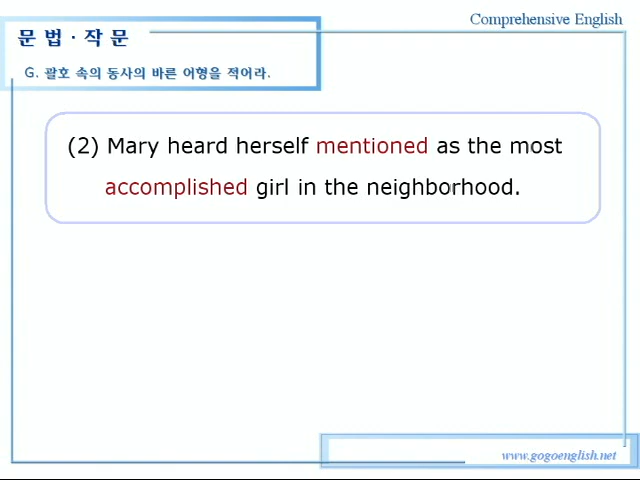 Comprehensive English
문 법 · 작 문
G. 괄호 속의 동사의 바른 어형을 적어라.
(2) Mary heard herself mentioned as the most
accomplished girl in the neighborhood.
www.gogoenglish.net